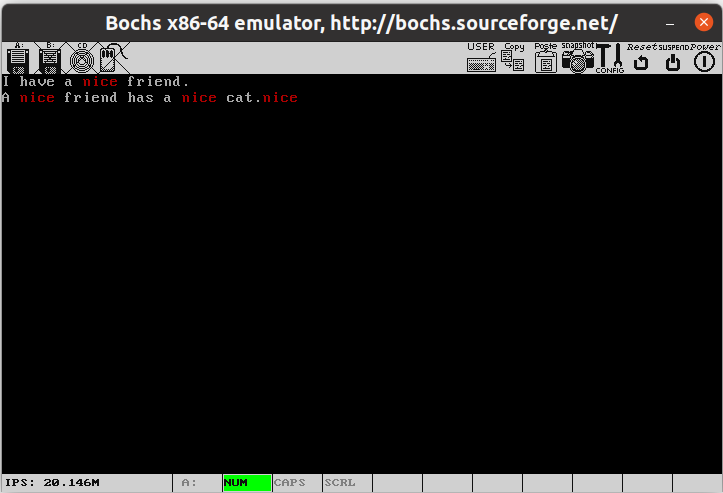 Bochs x86-64 emulator, http://bochs.sourceforge.net/
A: B: CD USER Copy Paste snapshot CONFIG Reset SUSPEND Power
I have a nice friend.
A nice friend has a nice cat.nice
IPS: 20.146M A: NUM CAPS SCRL